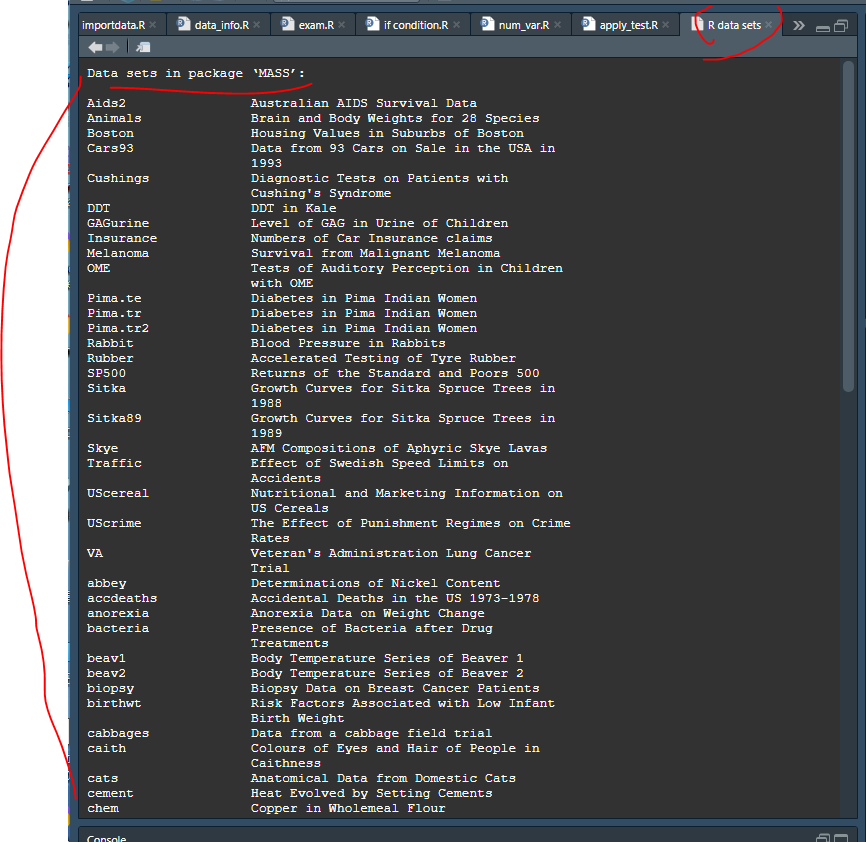 importdata.R × data_info.R × exam.R × if condition.R × num_var.R × apply_test.R × R data sets ×
Data sets in package ‘MASS’:
Aids2 Australian AIDS Survival Data
Animals Brain and Body Weights for 28 Species
Boston Housing Values in Suburbs of Boston
Cars93 Data from 93 Cars on Sale in the USA in
1993
Cushings Diagnostic Tests on Patients with
Cushing's Syndrome
DDT DDT in Kale
GAGurine Level of GAG in Urine of Children
Insurance Numbers of Car Insurance claims
Melanoma Survival from Malignant Melanoma
OME Tests of Auditory Perception in Children
with OME
Pima.te Diabetes in Pima Indian Women
Pima.tr Diabetes in Pima Indian Women
Pima.tr2 Diabetes in Pima Indian Women
Rabbit Blood Pressure in Rabbits
Rubber Accelerated Testing of Tyre Rubber
SP500 Returns of the Standard and Poors 500
Sitka Growth Curves for Sitka Spruce Trees in
1988
Sitka89 Growth Curves for Sitka Spruce Trees in
1989
Skye AFM Compositions of Aphyric Skye Lavas
Traffic Effect of Swedish Speed Limits on
Accidents
UScereal Nutritional and Marketing Information on
US Cereals
UScrime The Effect of Punishment Regimes on Crime
Rates
VA Veteran's Administration Lung Cancer
Trial
abbey Determinations of Nickel Content
accdeaths Accidental Deaths in the US 1973-1978
anorexia Anorexia Data on Weight Change
bacteria Presence of Bacteria after Drug
Treatments
beav1 Body Temperature Series of Beaver 1
beav2 Body Temperature Series of Beaver 2
biopsy Biopsy Data on Breast Cancer Patients
birthwt Risk Factors Associated with Low Infant
Birth Weight
cabbages Data from a cabbage field trial
caith Colours of Eyes and Hair of People in
Caithness
cats Anatomical Data from Domestic Cats
cement Heat Evolved by Setting Cements
chem Copper in Wholemeal Flour
Console